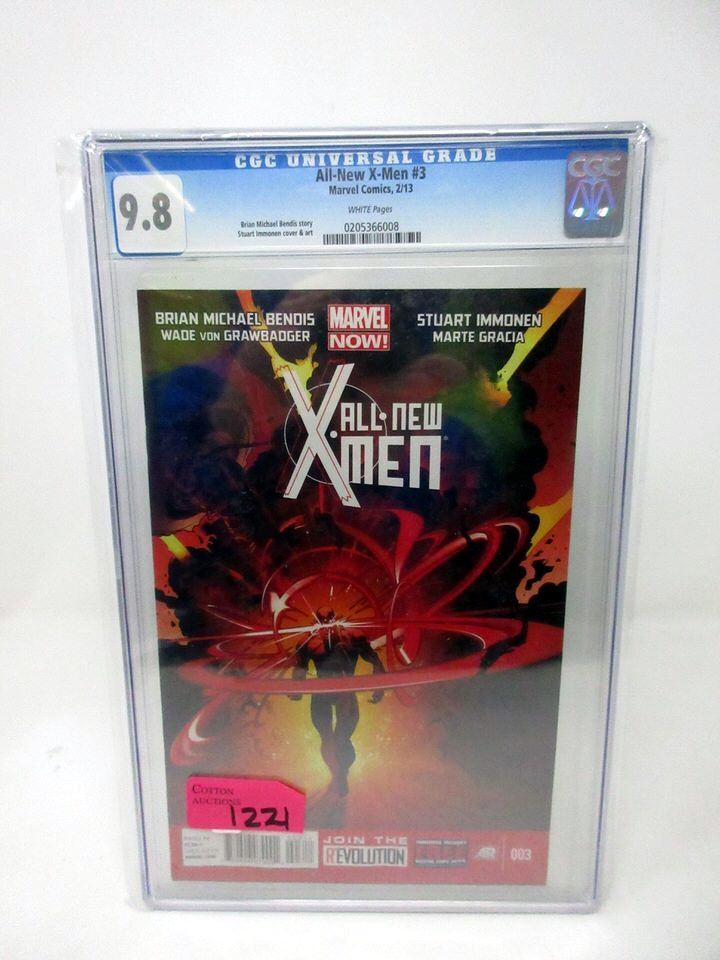 CGC UNIVERSAL GRADE
All-New X-Men #3
Marvel Comics, 2/13
WHITE Pages
9.8
Brian Michael Bendis story
Stuart Immonen cover & art
0205366008
CGC
BRIAN MICHAEL BENDIS
WADE VON GRAWBADGER
MARVEL
NOW!
STUART IMMONEN
MARTE GRACIA
ALL·NEW
X·MEN
COTTON
AUCTIONS
1221
JOIN THE
REVOLUTION
AR
003